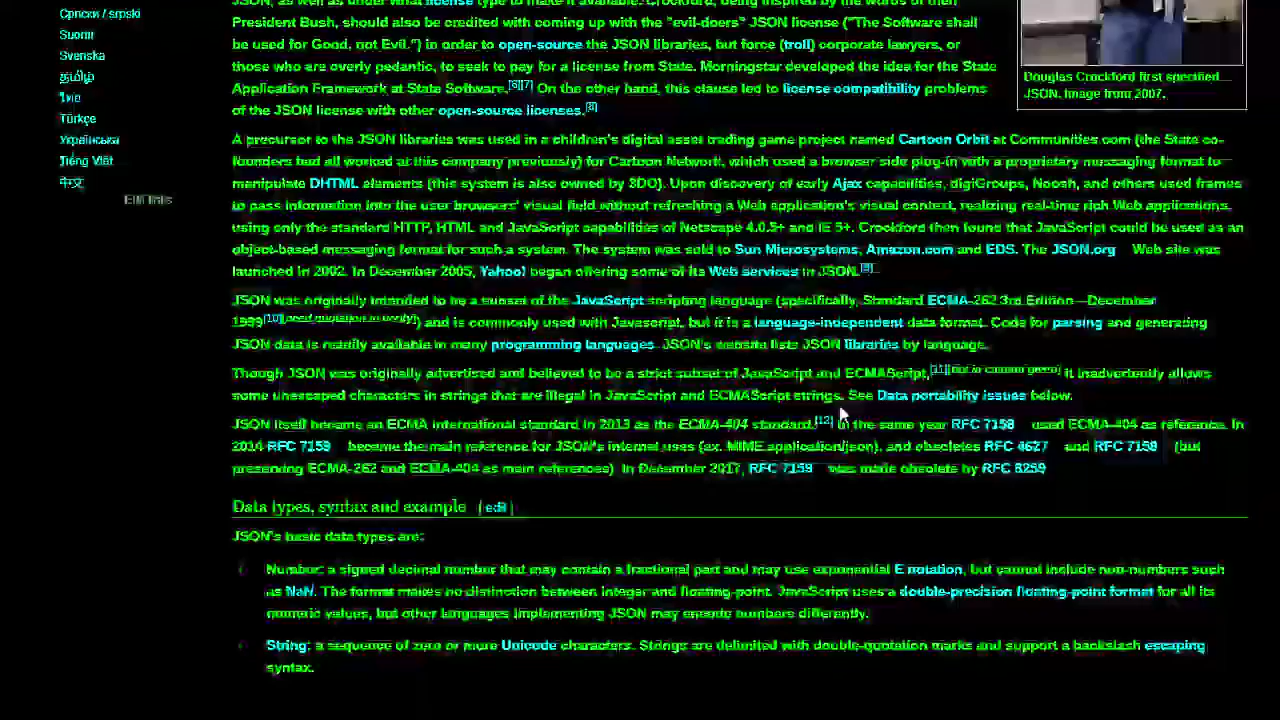 Српски / srpski
Suomi
Svenska
தமிழ்
ไทย
Türkçe
Українська
Tiếng Việt
中文
Edit links
JSON, as well as under what license type to make it available. Crockford, being inspired by the words of then
President Bush, should also be credited with coming up with the "evil-doers" JSON license ("The Software shall
be used for Good, not Evil.") in order to open-source the JSON libraries, but force (troll) corporate lawyers, or
those who are overly pedantic, to seek to pay for a license from State. Morningstar developed the idea for the State
Application Framework at State Software.[6][7] On the other hand, this clause led to license compatibility problems
of the JSON license with other open-source licenses.[8]
Douglas Crockford first specified
JSON. Image from 2007.
A precursor to the JSON libraries was used in a children's digital asset trading game project named Cartoon Orbit at Communities.com (the State co-
founders had all worked at this company previously) for Cartoon Network, which used a browser side plug-in with a proprietary messaging format to
manipulate DHTML elements (this system is also owned by 3DO). Upon discovery of early Ajax capabilities, digiGroups, Noosh, and others used frames
to pass information into the user browsers' visual field without refreshing a Web application's visual context, realizing real-time rich Web applications
using only the standard HTTP, HTML and JavaScript capabilities of Netscape 4.0.5+ and IE 5+. Crockford then found that JavaScript could be used as an
object-based messaging format for such a system. The system was sold to Sun Microsystems, Amazon.com and EDS. The JSON.org Web site was
launched in 2002. In December 2005, Yahoo! began offering some of its Web services in JSON.[9]
JSON was originally intended to be a subset of the JavaScript scripting language (specifically, Standard ECMA-262 3rd Edition—December
1999[10][need quotation to verify]) and is commonly used with Javascript, but it is a language-independent data format. Code for parsing and generating
JSON data is readily available in many programming languages. JSON's website lists JSON libraries by language.
Though JSON was originally advertised and believed to be a strict subset of JavaScript and ECMAScript,[11][not in citation given] it inadvertently allows
some unescaped characters in strings that are illegal in JavaScript and ECMAScript strings. See Data portability issues below.
JSON itself became an ECMA international standard in 2013 as the ECMA-404 standard.[12] In the same year RFC 7158 used ECMA-404 as reference. In
2014 RFC 7159 became the main reference for JSON's internet uses (ex. MIME application/json), and obsoletes RFC 4627 and RFC 7158 (but
preserving ECMA-262 and ECMA-404 as main references). In December 2017, RFC 7159 was made obsolete by RFC 8259
Data types, syntax and example [edit]
JSON's basic data types are:
Number: a signed decimal number that may contain a fractional part and may use exponential E notation, but cannot include non-numbers such
as NaN. The format makes no distinction between integer and floating-point. JavaScript uses a double-precision floating-point format for all its
numeric values, but other languages implementing JSON may encode numbers differently.
String: a sequence of zero or more Unicode characters. Strings are delimited with double-quotation marks and support a backslash escaping
syntax.